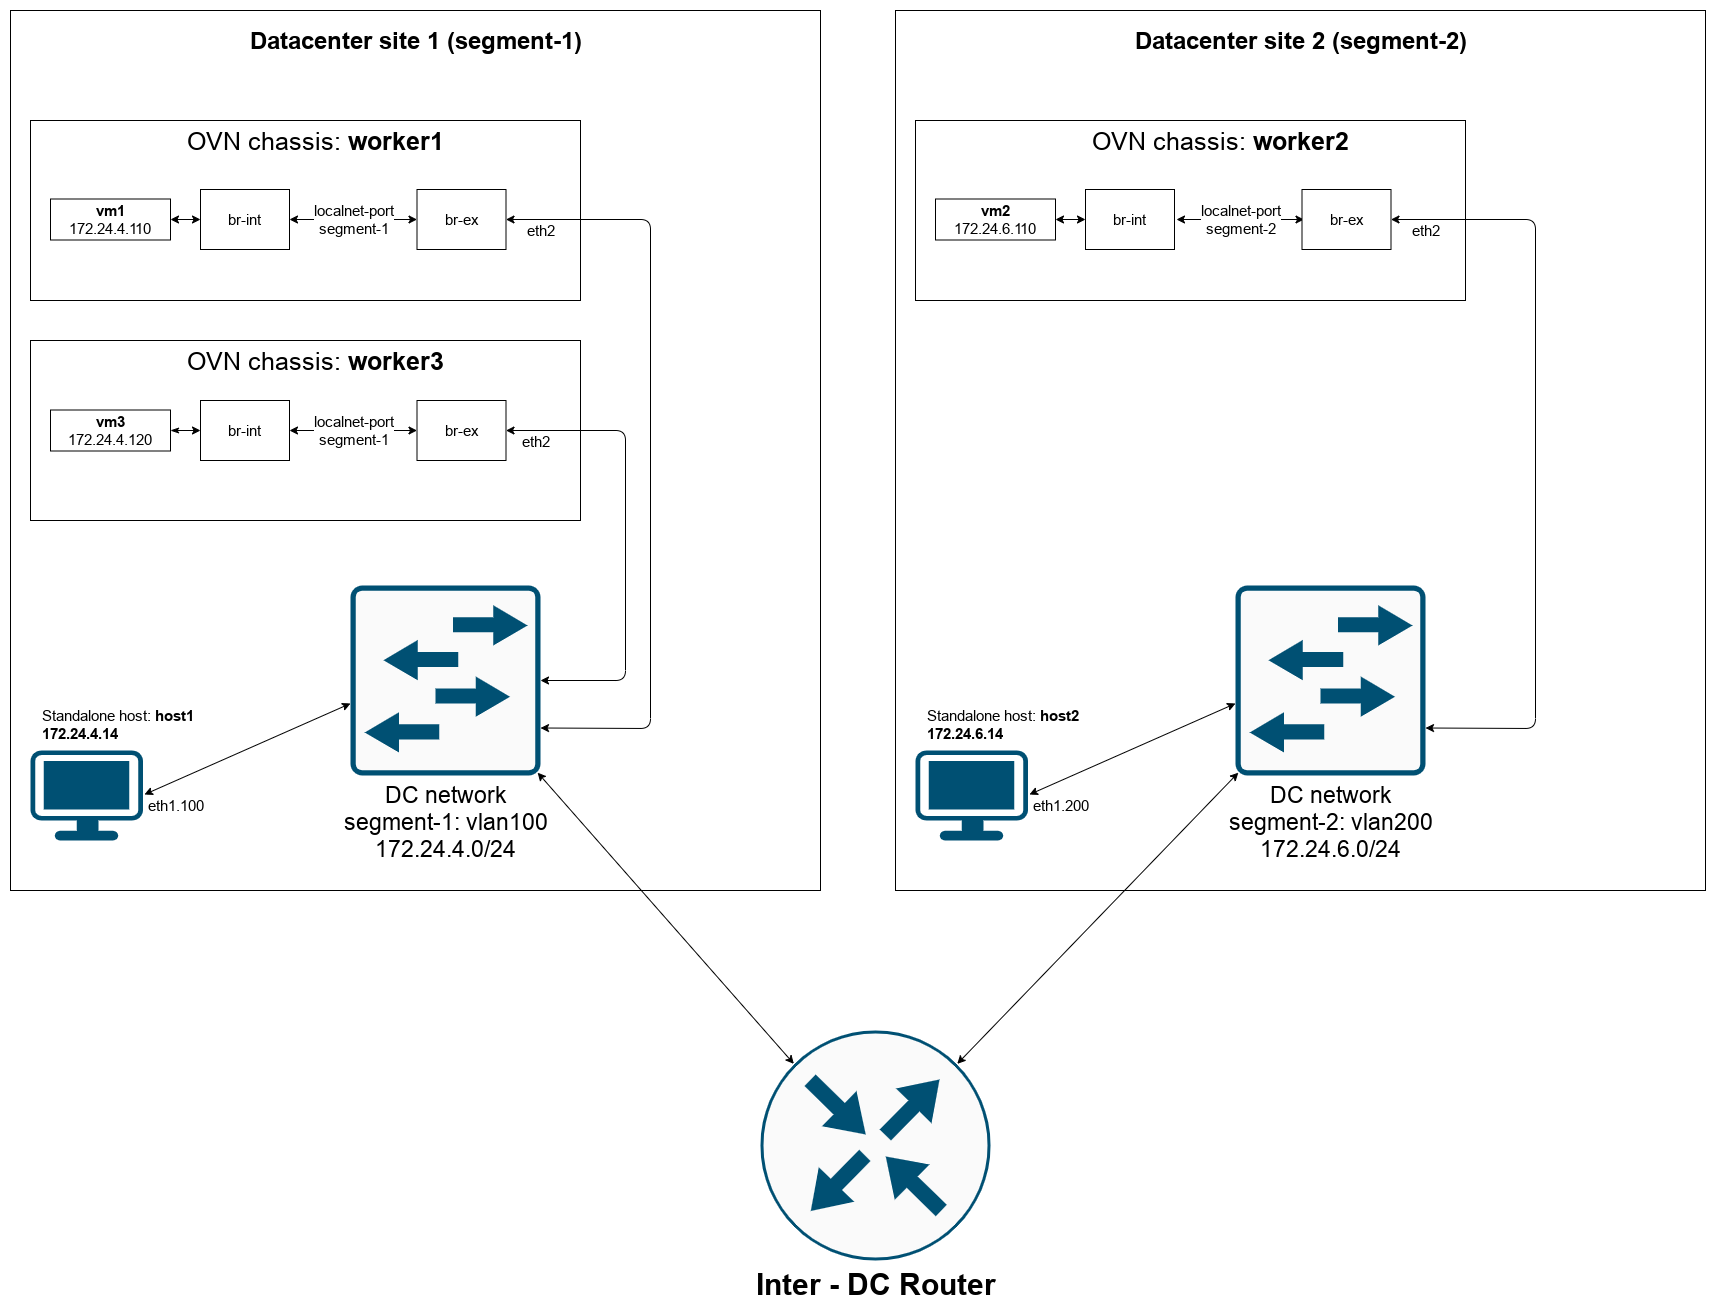 Datacenter site 1 (segment-1)
OVN chassis: worker1
vm1
172.24.4.110
br-int
localnet-port
segment-1
br-ex
eth2
OVN chassis: worker3
vm3
172.24.4.120
br-int
localnet-port
segment-1
br-ex
eth2
Standalone host: host1
172.24.4.14
eth1.100
DC network
segment-1: vlan100
172.24.4.0/24
Datacenter site 2 (segment-2)
OVN chassis: worker2
vm2
172.24.6.110
br-int
localnet-port
segment-2
br-ex
eth2
Standalone host: host2
172.24.6.14
eth1.200
DC network
segment-2: vlan200
172.24.6.0/24
Inter - DC Router